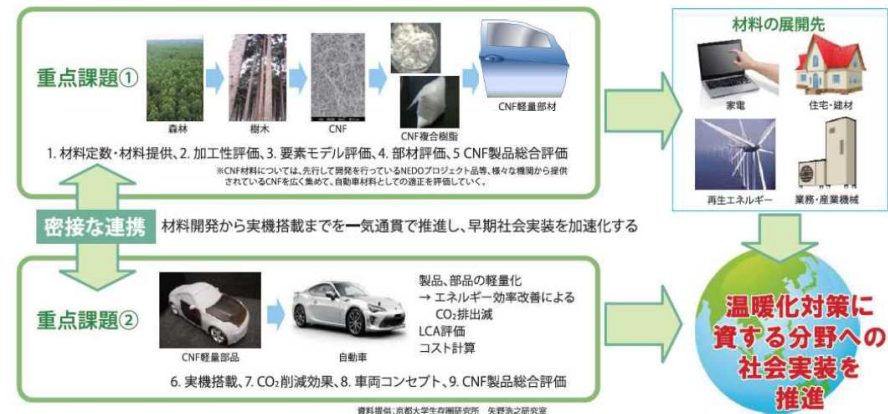 重点課題①
森林
樹木
CNF
CNF複合樹脂
CNF軽量部材
1. 材料定数・材料提供、2. 加工性評価、3. 要素モデル評価、4. 部材評価、5 CNF製品総合評価
※CNF材料については、先行して開発を行っているNEDOプロジェクト品等、様々な機関から提供
されているCNFを広く集めて、自動車材料としての適正を評価していく。
材料の展開先
家電
住宅・建材
再生エネルギー
業務・産業機械
密接な連携
材料開発から実機搭載までを一気通貫で推進し、早期社会実装を加速化する
重点課題②
CNF軽量部品
自動車
製品、部品の軽量化
→ エネルギー効率改善による
CO₂排出減
LCA評価
コスト計算
6. 実機搭載、7. CO₂削減効果、8. 車両コンセプト、9. CNF製品総合評価
温暖化対策に
資する分野への
社会実装を
推進
資料提供：京都大学生存圏研究所 矢野浩之研究室